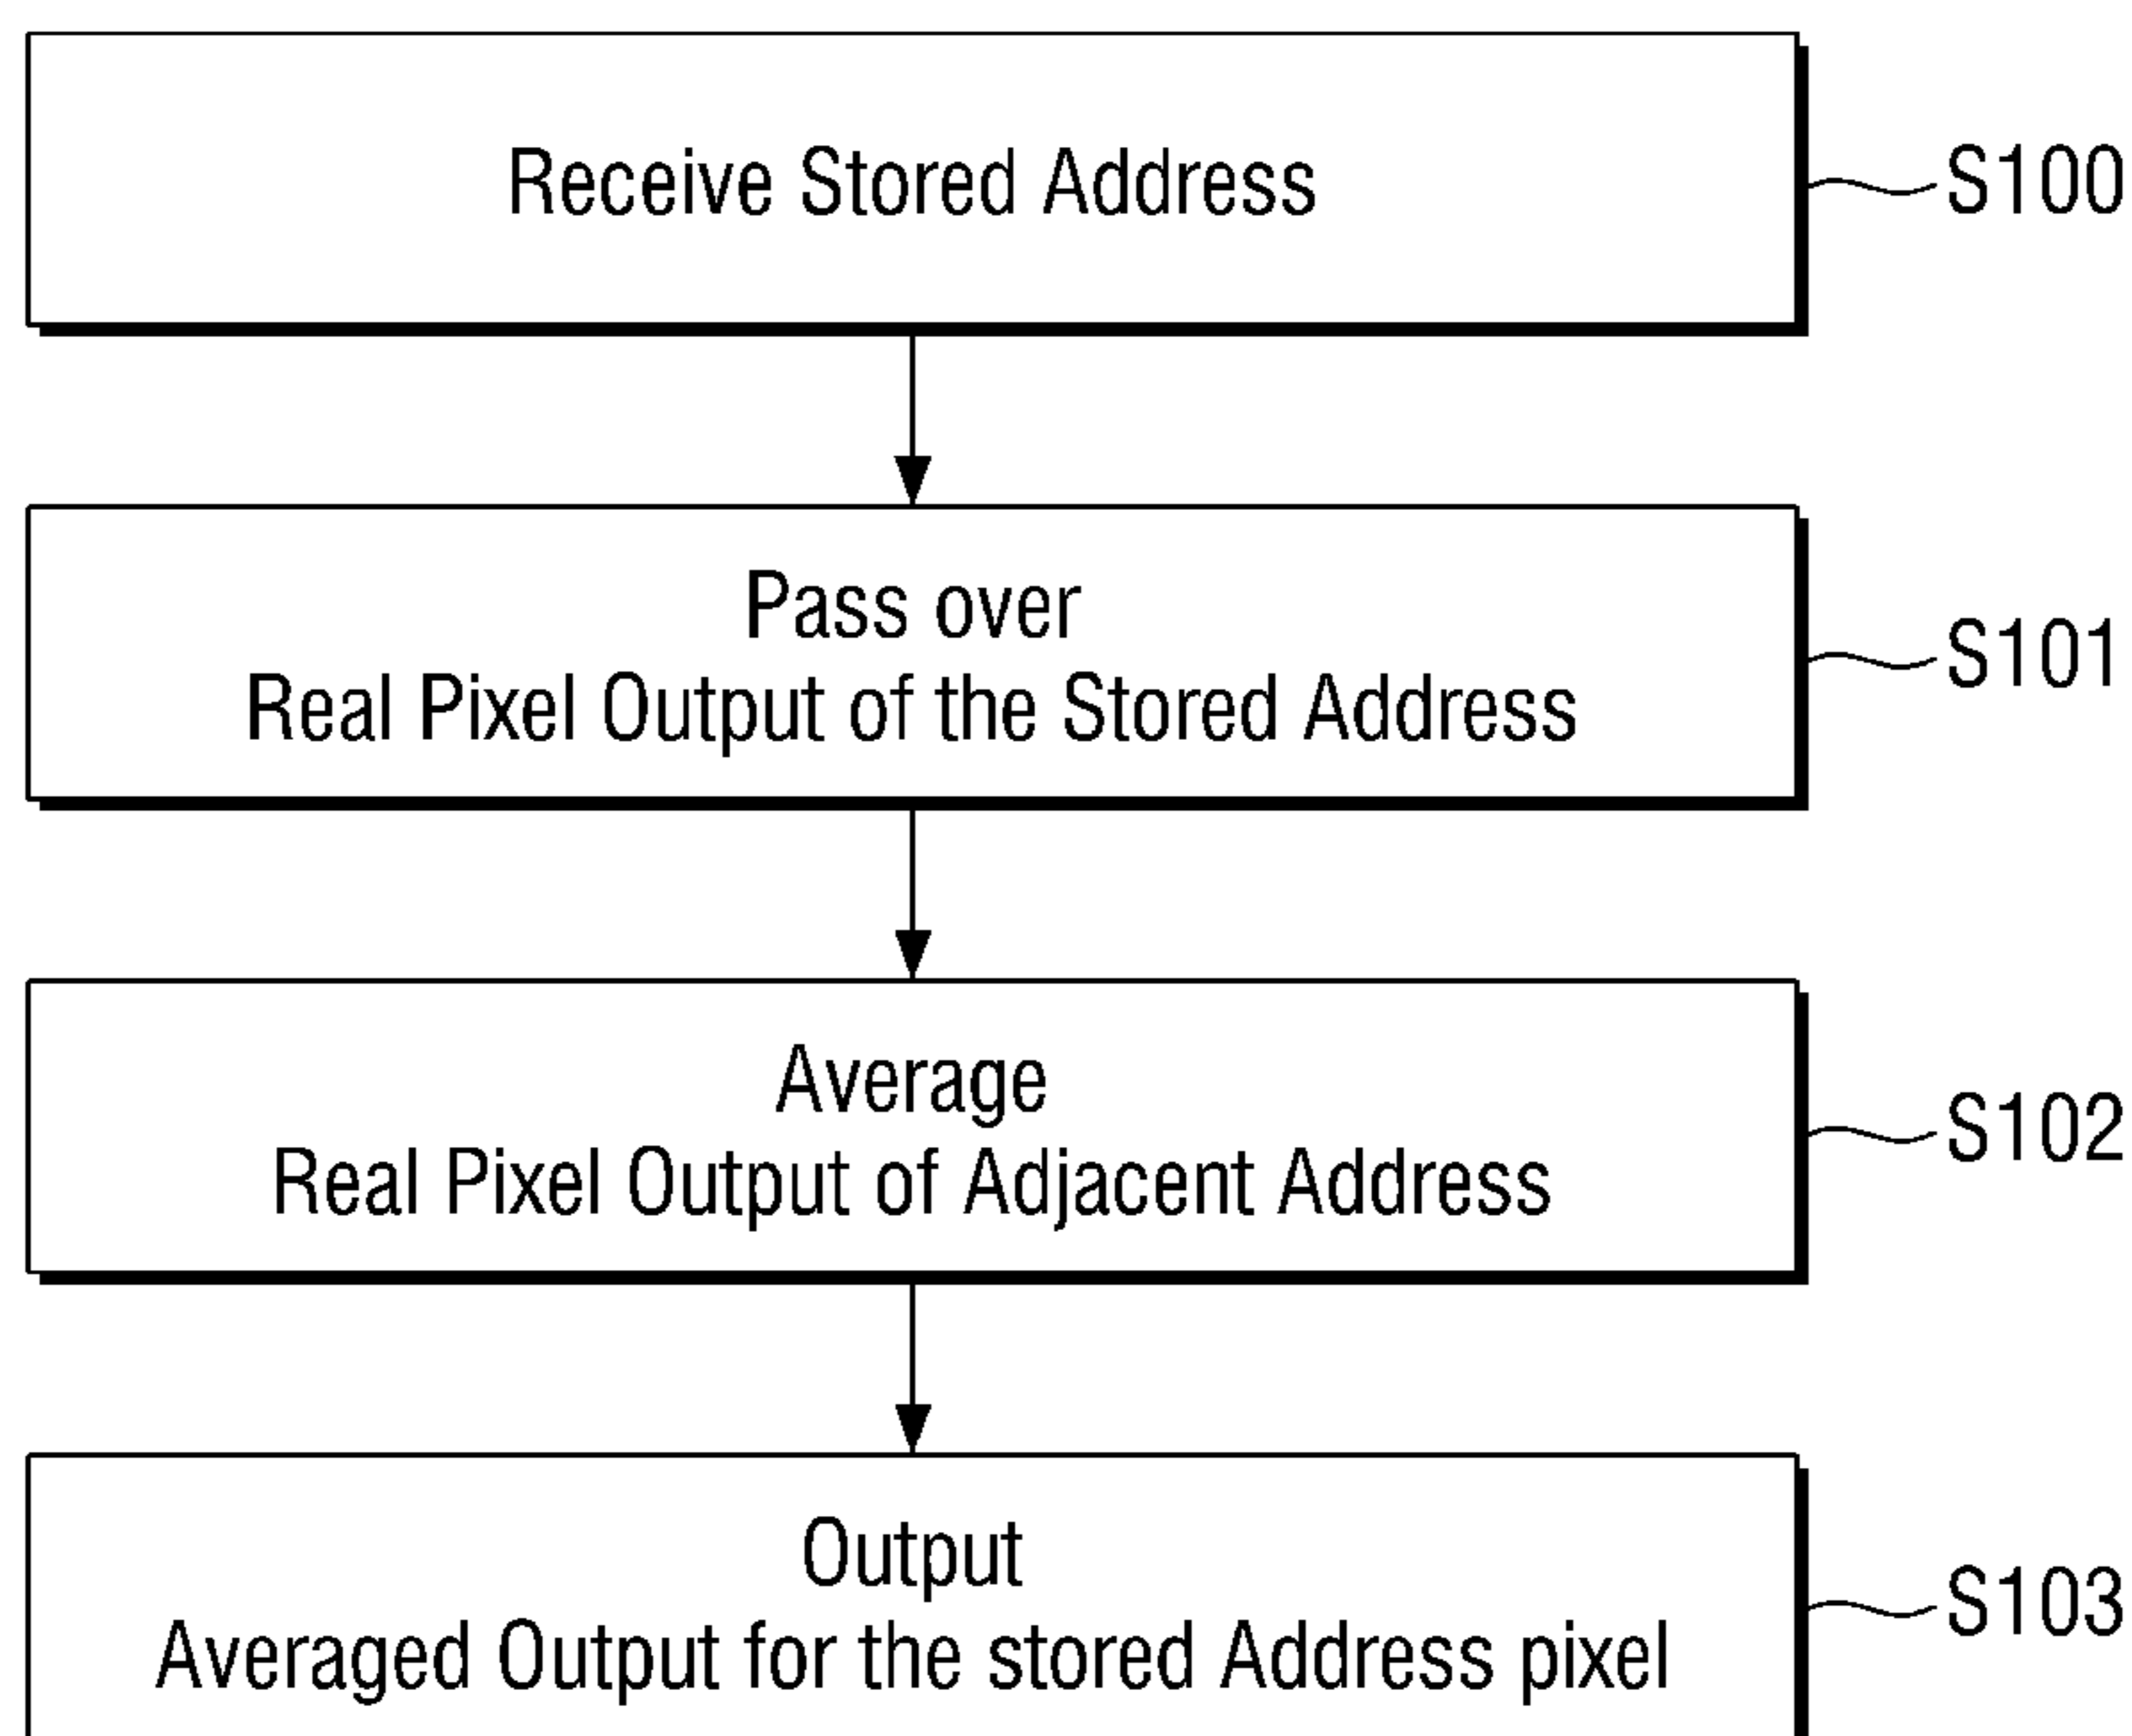 Receive Stored Address
S100
Pass over
Real Pixel Output of the Stored Address
S101
Average
Real Pixel Output of Adjacent Address
S102
Output
Averaged Output for the stored Address pixel
S103